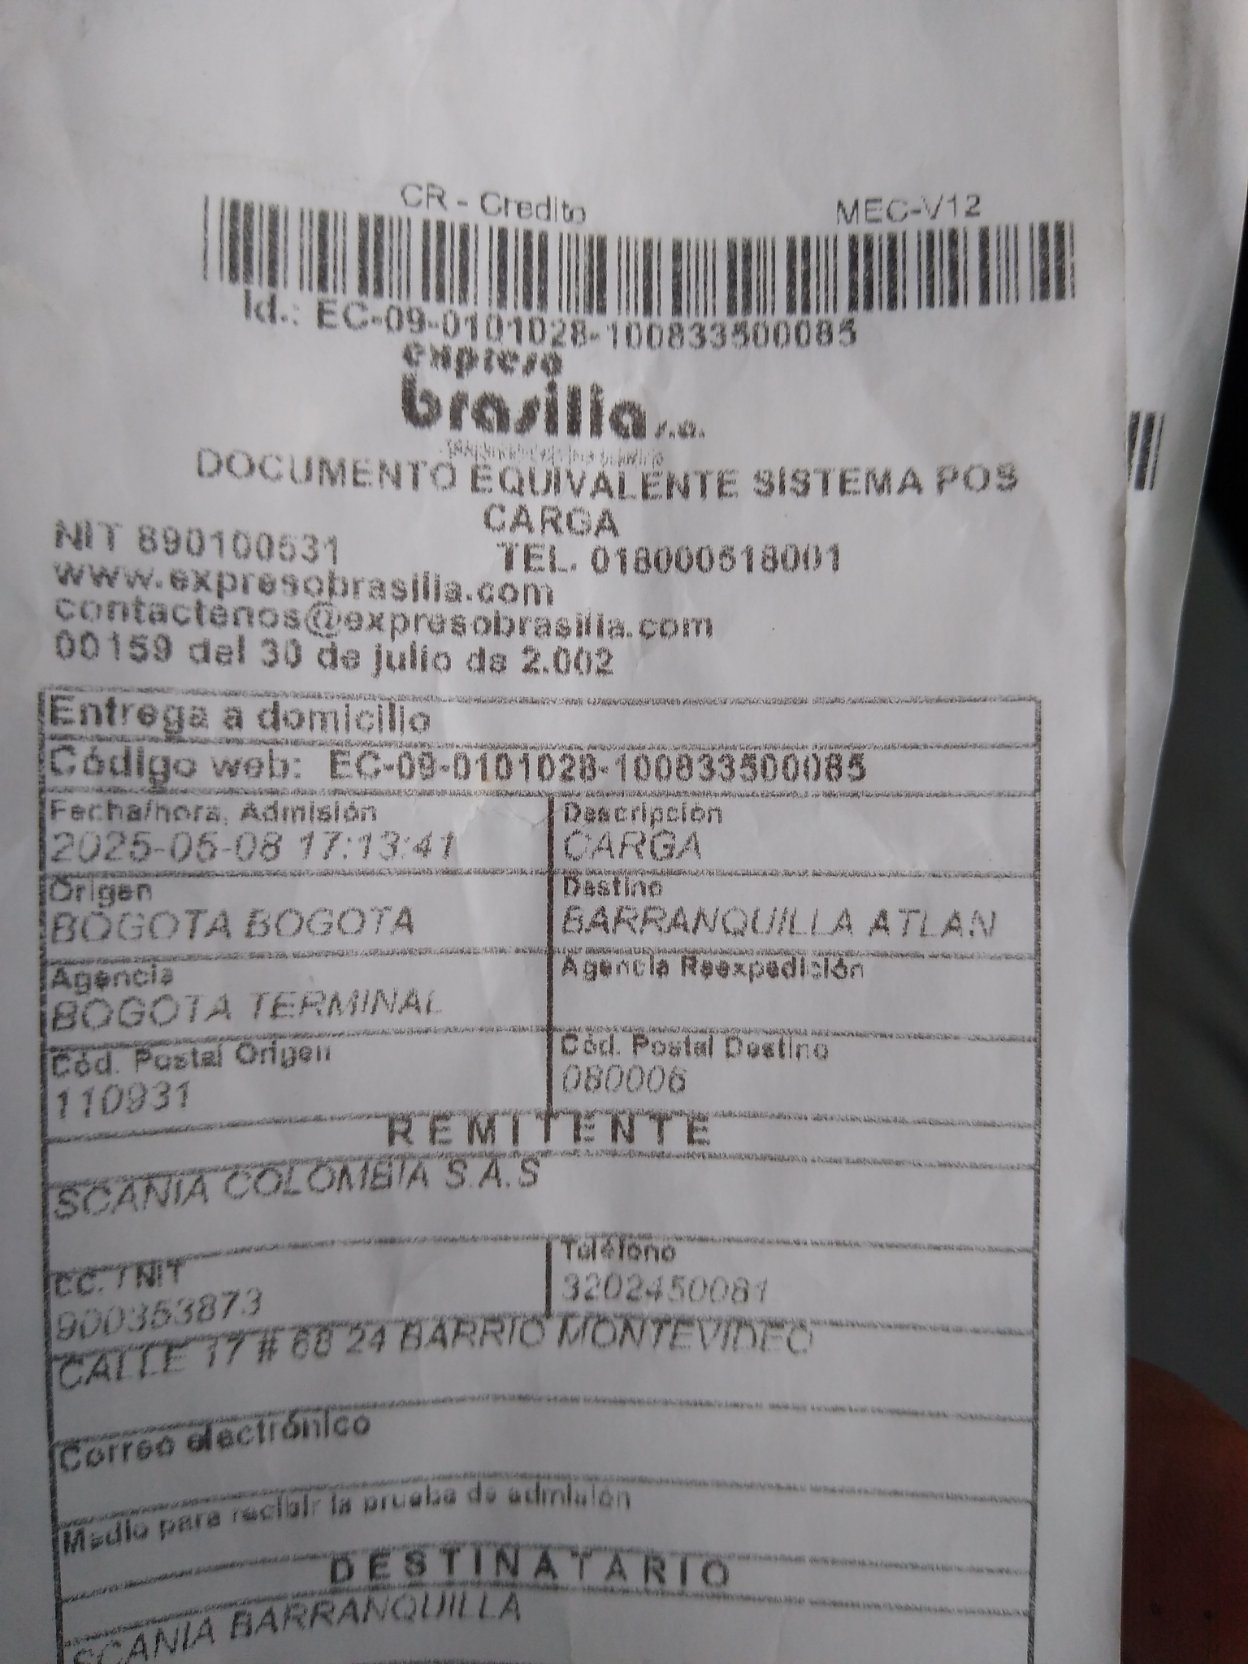 CR - Credito MEC-V12
Id.: EC-09-0101028-100833500085
expreso
brasilia s.a.
DOCUMENTO EQUIVALENTE SISTEMA POS
CARGA
NIT 890100531 TEL. 018000518001
www.expresobrasilia.com
contactenos@expresobrasilia.com
00159 del 30 de julio de 2.002
Entrega a domicilio
Código web: EC-09-0101028-100833500085
Fecha/hora, Admisión Descripción
2025-05-08 17:13:41 CARGA
Origen Destino
BOGOTA BOGOTA BARRANQUILLA ATLAN
Agencia Agencia Reexpedición
BOGOTA TERMINAL
Cód. Postal Origen Cód. Postal Destino
110931 080006
REMITENTE
SCANIA COLOMBIA S.A.S
CC. / NIT Teléfono
900353873 3202450081
CALLE 17 # 68 24 BARRIO MONTEVIDEO
Correo electrónico
Medio para recibir la prueba de admisión
DESTINATARIO
SCANIA BARRANQUILLA